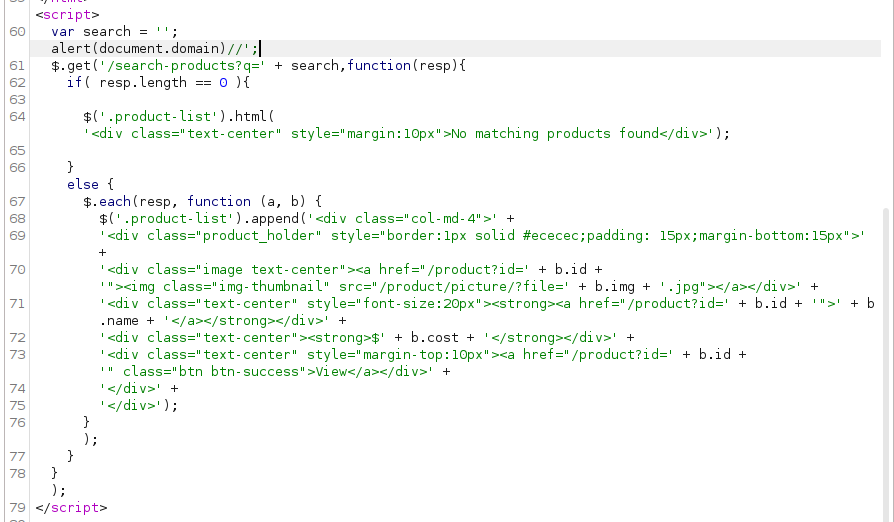 <script>
60 var search = '';
alert(document.domain)//';
61 $.get('/search-products?q=' + search,function(resp){
62 if( resp.length == 0 ){
63
64 $('.product-list').html(
'<div class="text-center" style="margin:10px">No matching products found</div>');
65
66 }
else {
67 $.each(resp, function (a, b) {
68 $('.product-list').append('<div class="col-md-4">' +
69 '<div class="product_holder" style="border:1px solid #ececec;padding: 15px;margin-bottom:15px">'
+
70 '<div class="image text-center"><a href="/product?id=' + b.id +
'"><img class="img-thumbnail" src="/product/picture/?file=' + b.img + '.jpg"></a></div>' +
71 '<div class="text-center" style="font-size:20px"><strong><a href="/product?id=' + b.id + '">' + b
.name + '</a></strong></div>' +
72 '<div class="text-center"><strong>$' + b.cost + '</strong></div>' +
73 '<div class="text-center" style="margin-top:10px"><a href="/product?id=' + b.id +
'" class="btn btn-success">View</a></div>' +
74 '</div>' +
75 '</div>');
76 }
);
77 }
78 }
);
79 </script>